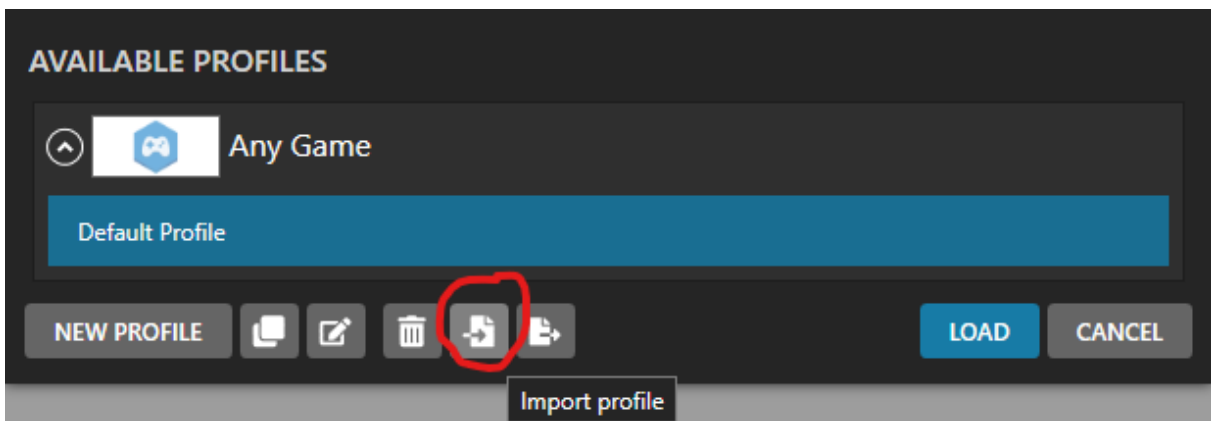 AVAILABLE PROFILES
Any Game
Default Profile
NEW PROFILE LOAD CANCEL
Import profile